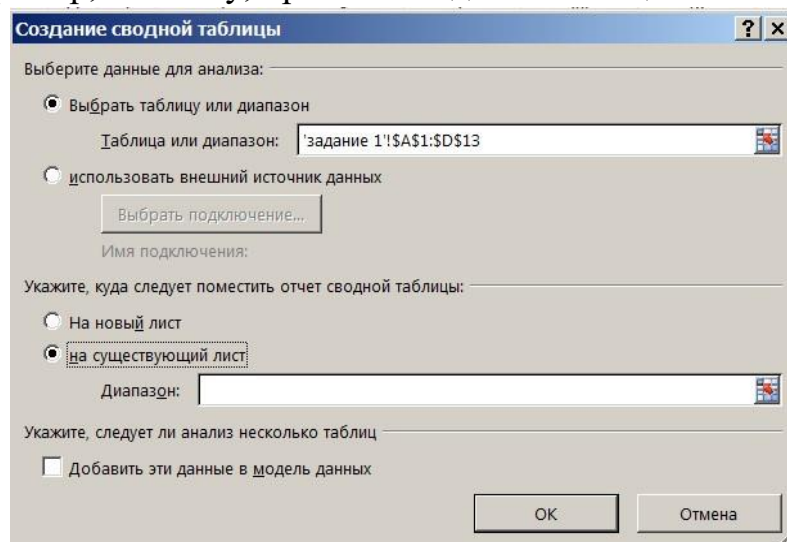 Создание сводной таблицы
Выберите данные для анализа:
Выбрать таблицу или диапазон
Таблица или диапазон: 'задание 1'!$A$1:$D$13
использовать внешний источник данных
Выбрать подключение...
Имя подключения:
Укажите, куда следует поместить отчет сводной таблицы:
На новый лист
на существующий лист
Диапазон:
Укажите, следует ли анализ несколько таблиц
Добавить эти данные в модель данных
ОК Отмена